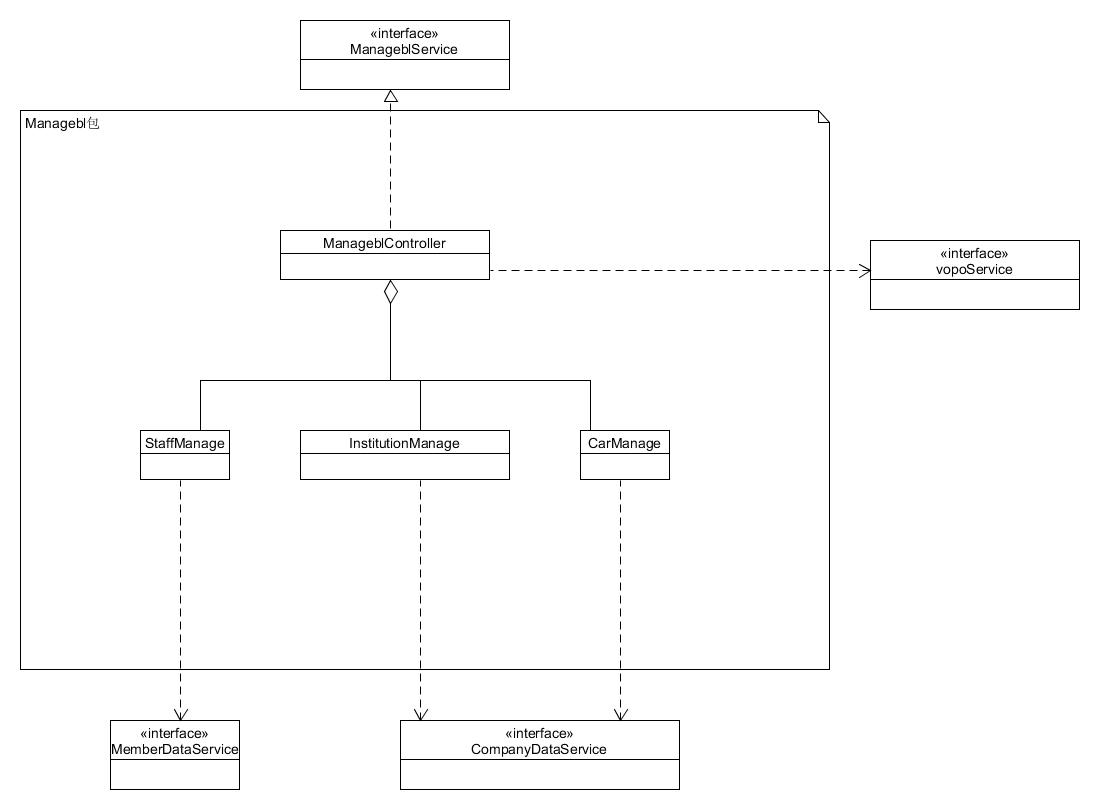 «interface»
ManageblService
Managebl包
ManageblController
«interface»
vopoService
StaffManage
InstitutionManage
CarManage
«interface»
MemberDataService
«interface»
CompanyDataService